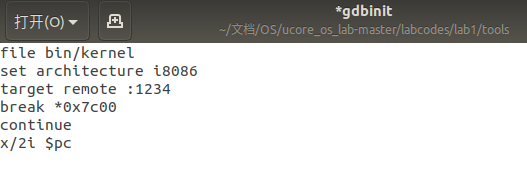 打开(O)
*gdbinit
~/文档/OS/ucore_os_lab-master/labcodes/lab1/tools
file bin/kernel
set architecture i8086
target remote :1234
break *0x7c00
continue
x/2i $pc